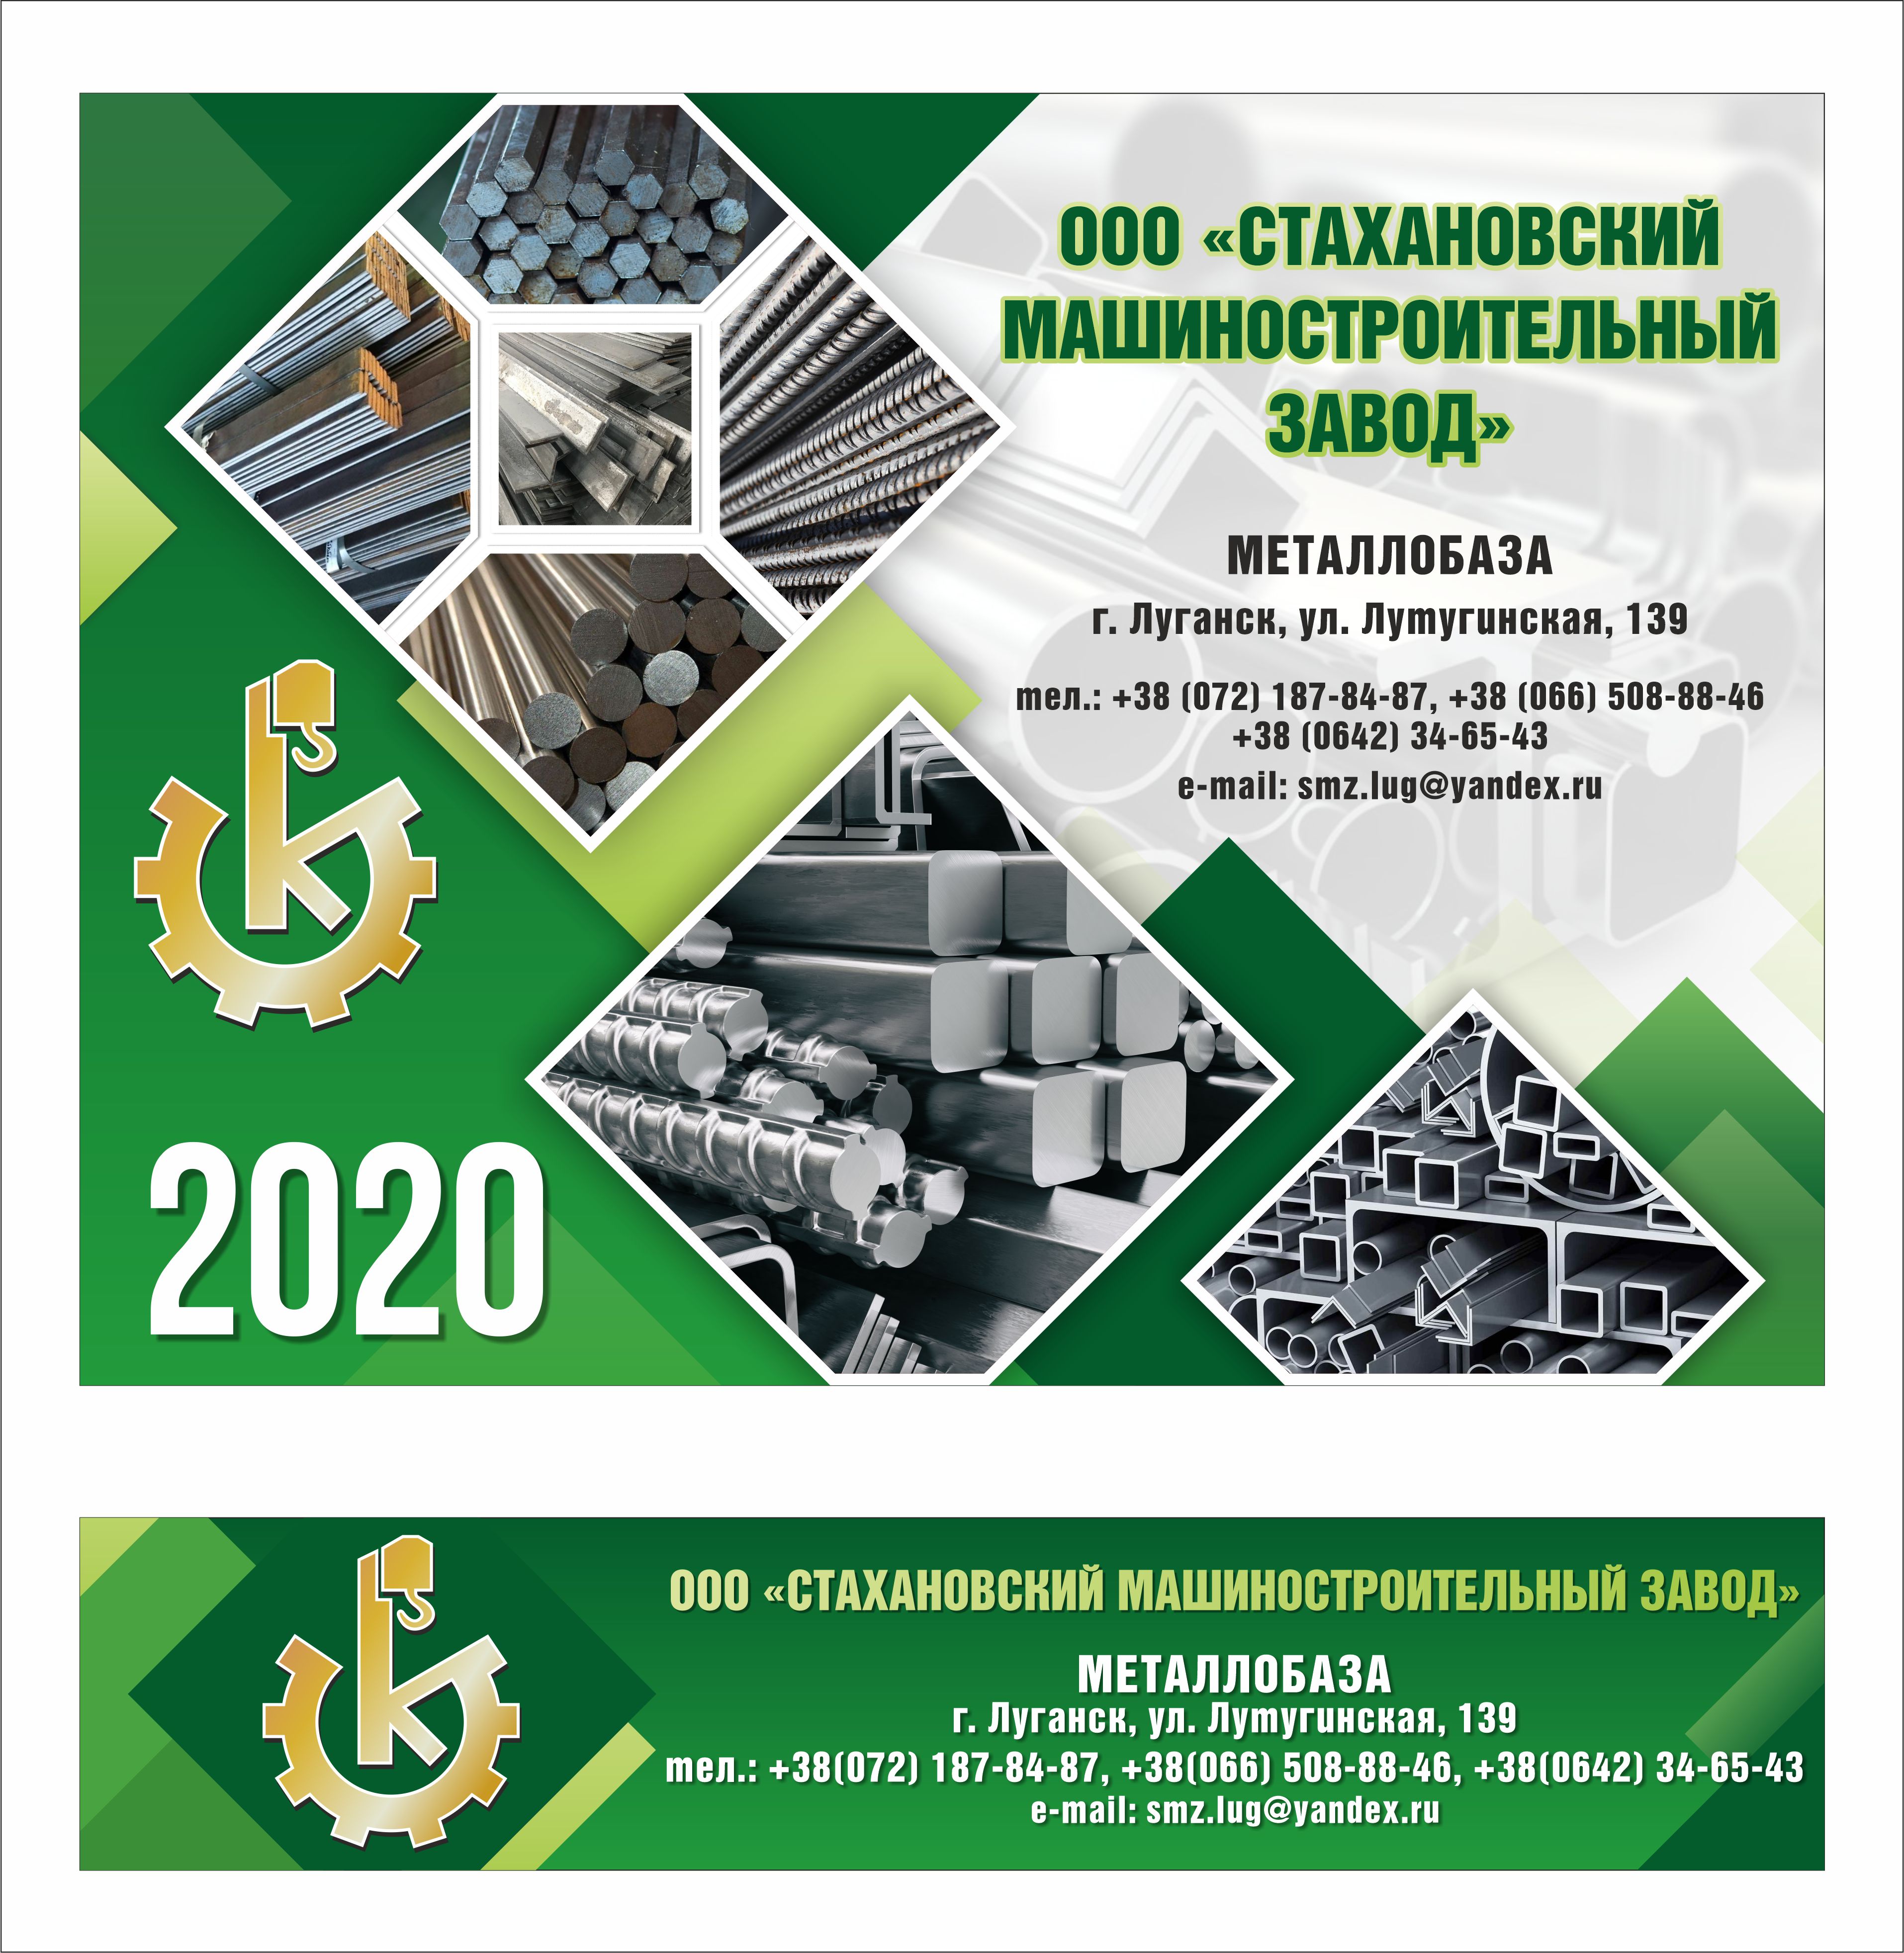 ООО «СТАХАНОВСКИЙ
МАШИНОСТРОИТЕЛЬНЫЙ
ЗАВОД»
МЕТАЛЛОБАЗА
г. Луганск, ул. Лутугинская, 139
тел.: +38 (072) 187-84-87, +38 (066) 508-88-46
+38 (0642) 34-65-43
e-mail: smz.lug@yandex.ru
2020
ООО «СТАХАНОВСКИЙ МАШИНОСТРОИТЕЛЬНЫЙ ЗАВОД»
МЕТАЛЛОБАЗА
г. Луганск, ул. Лутугинская, 139
тел.: +38(072) 187-84-87, +38(066) 508-88-46, +38(0642) 34-65-43
e-mail: smz.lug@yandex.ru